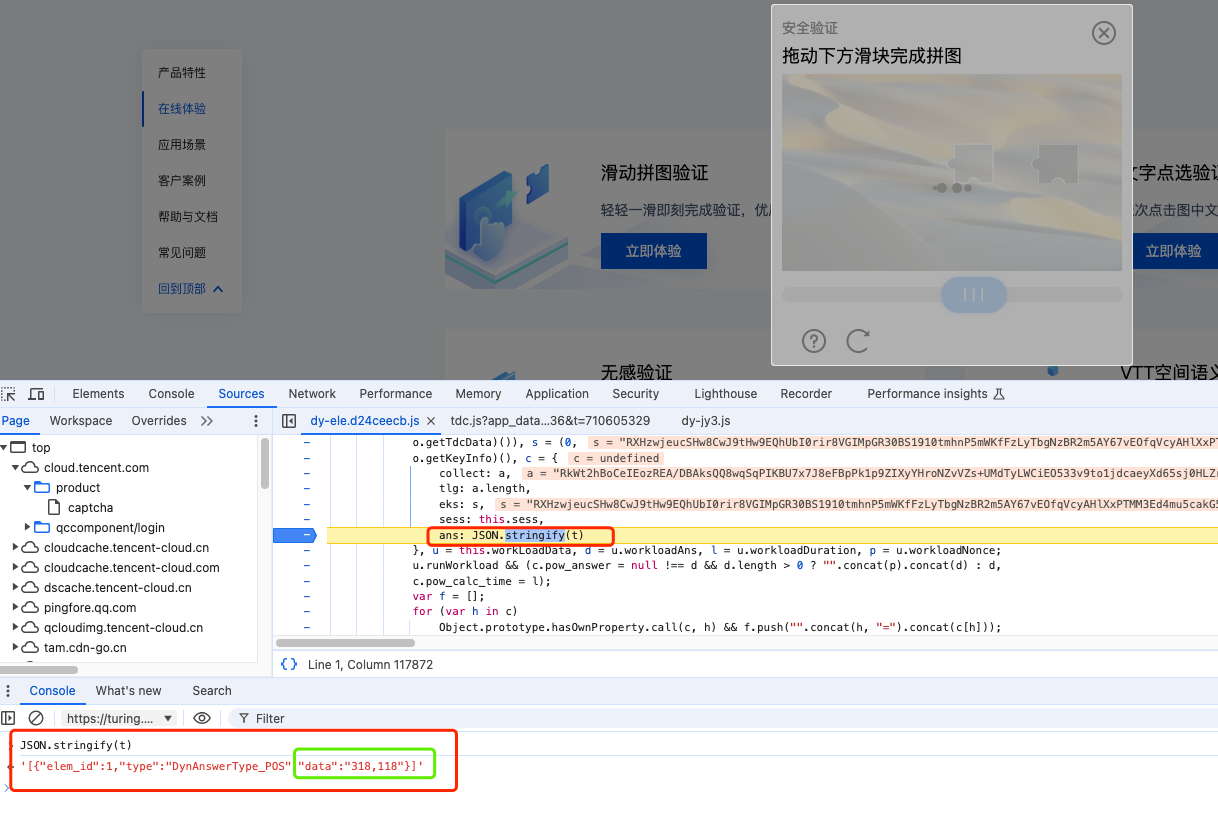 安全验证
拖动下方滑块完成拼图
产品特性
在线体验
应用场景
客户案例
帮助与文档
常见问题
回到顶部
滑动拼图验证
轻轻一滑即刻完成验证，优
立即体验
文字点选验证
次点击图中文
立即体验
无感验证
VTT空间语义
Elements Console Sources Network Performance Memory Application Security Lighthouse Recorder Performance insights
Page Workspace Overrides
dy-ele.d24ceecb.js tdc.js?app_data...36&t=710605329 dy-jy3.js
top
cloud.tencent.com
product
captcha
qccomponent/login
cloudcache.tencent-cloud.cn
cloudcache.tencent-cloud.com
dscache.tencent-cloud.cn
pingfore.qq.com
qcloudimg.tencent-cloud.cn
tam.cdn-go.cn
o.getTdcData)()), s = (0, s = "RXHzwjeucSHw8CwJ9tHw9EQhUbI0rir8VGIMpGR30BS1910tmhnP5mWKfFzLyTbgNzBR2m5AY67vEOfqVcyAHlXxP
o.getKeyInfo)(), c = { c = undefined
collect: a, a = "RkWt2hBoCeIEozREA/DBAksQQ8wqSqPIKBU7x7J8eFBpPk1p9ZIXyYHroNZvVZs+UMdTyLWCiEO533v9to1jdcaeyXd65sj0HLZ
tlg: a.length,
eks: s, s = "RXHzwjeucSHw8CwJ9tHw9EQhUbI0rir8VGIMpGR30BS1910tmhnP5mWKfFzLyTbgNzBR2m5AY67vEOfqVcyAHlXxPTMM3Ed4mu5cakG
sess: this.sess,
ans: JSON.stringify(t)
}, u = this.workLoadData, d = u.workloadAns, l = u.workloadDuration, p = u.workloadNonce;
u.runWorkload && (c.pow_answer = null !== d && d.length > 0 ? "".concat(p).concat(d) : d,
c.pow_calc_time = l);
var f = [];
for (var h in c)
Object.prototype.hasOwnProperty.call(c, h) && f.push("".concat(h, "=").concat(c[h]));
{} Line 1, Column 117872
Console What's new Search
https://turing.... Filter
JSON.stringify(t)
'[{"elem_id":1,"type":"DynAnswerType_POS","data":"318,118"}]'